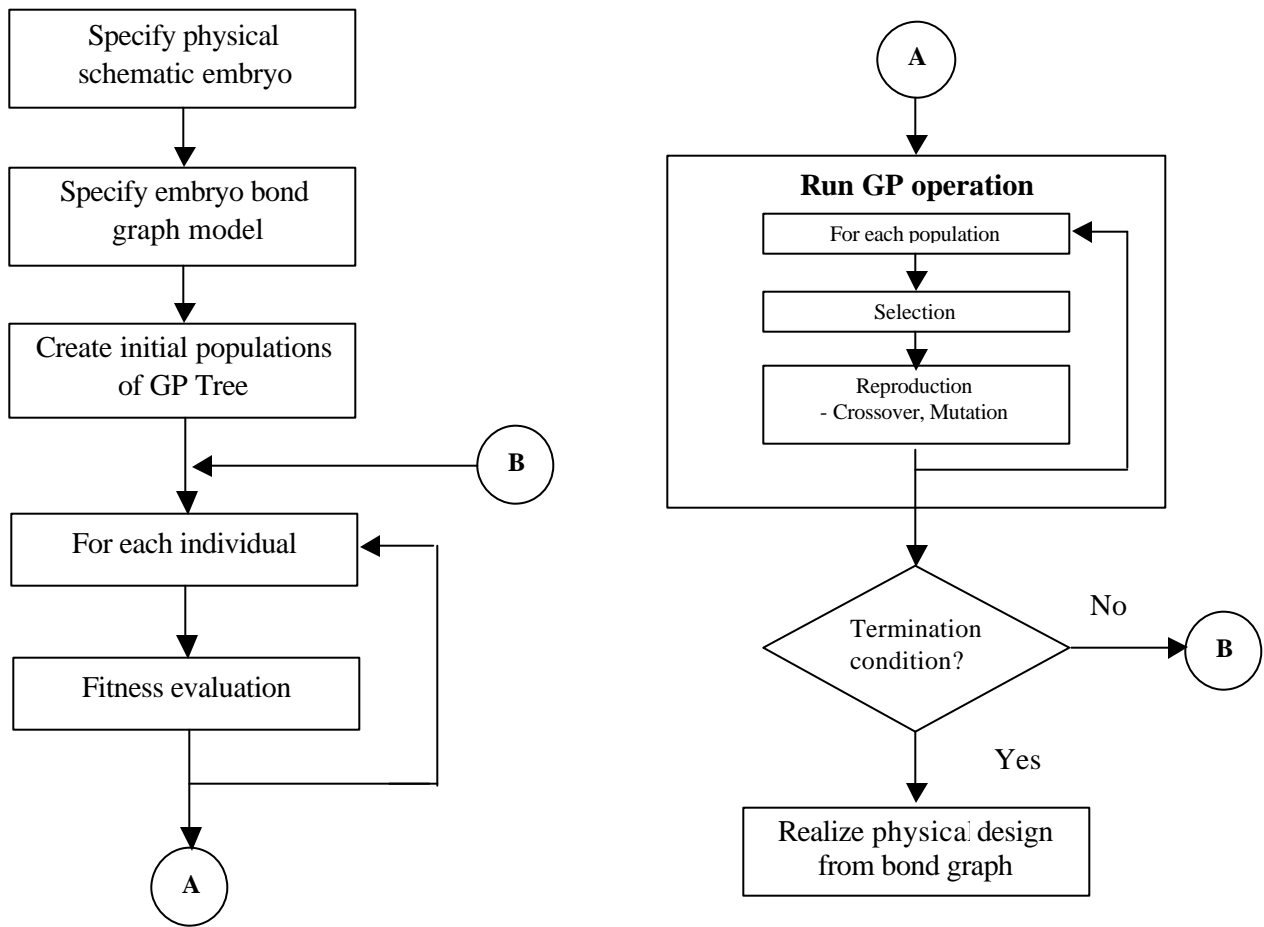 Specify physical
schematic embryo
Specify embryo bond
graph model
Create initial populations
of GP Tree
B
For each individual
Fitness evaluation
A
A
Run GP operation
For each population
Selection
Reproduction
- Crossover, Mutation
Termination
condition?
No
B
Yes
Realize physical design
from bond graph